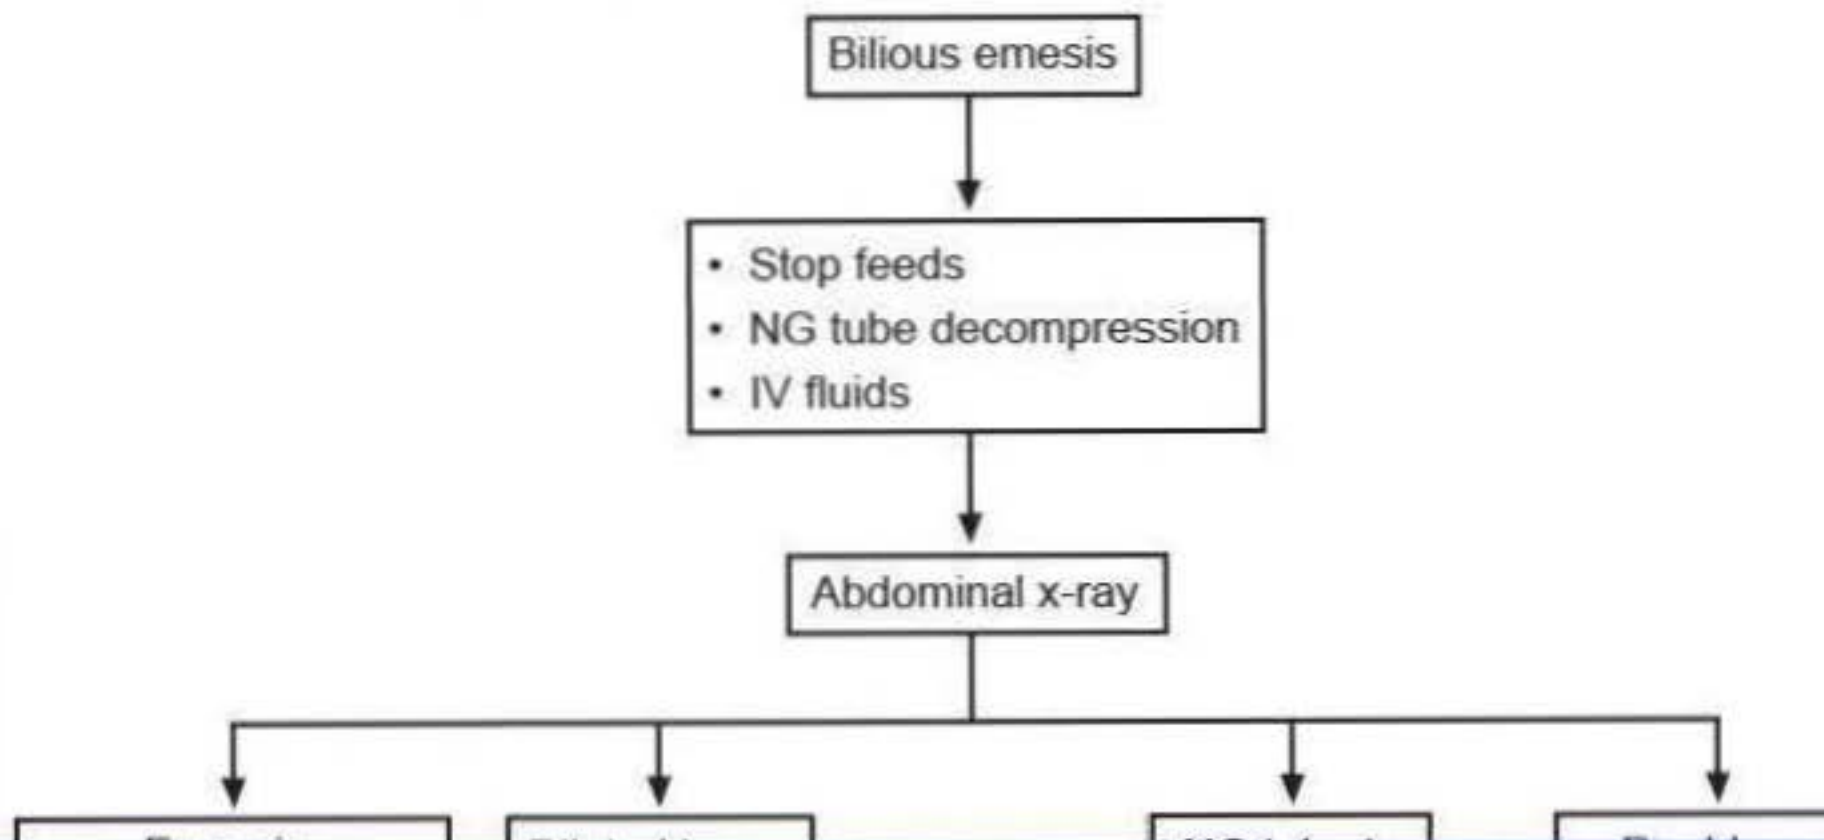 Bilious emesis
• Stop feeds
• NG tube decompression
• IV fluids
Abdominal x-ray